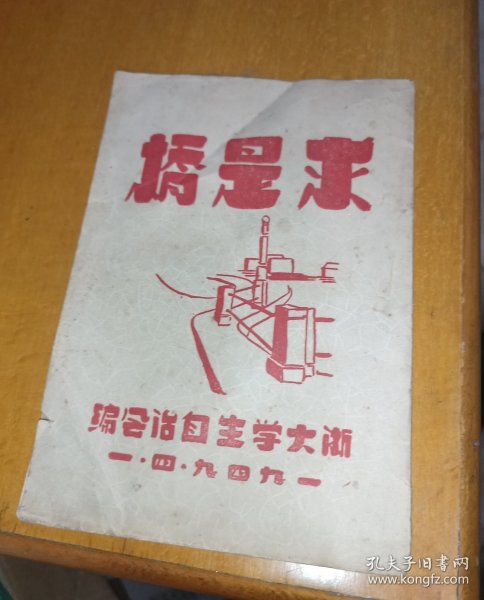 求是橋
浙大学生自治会编
一九四九·四·一
孔夫子旧书网
www.kongfz.com